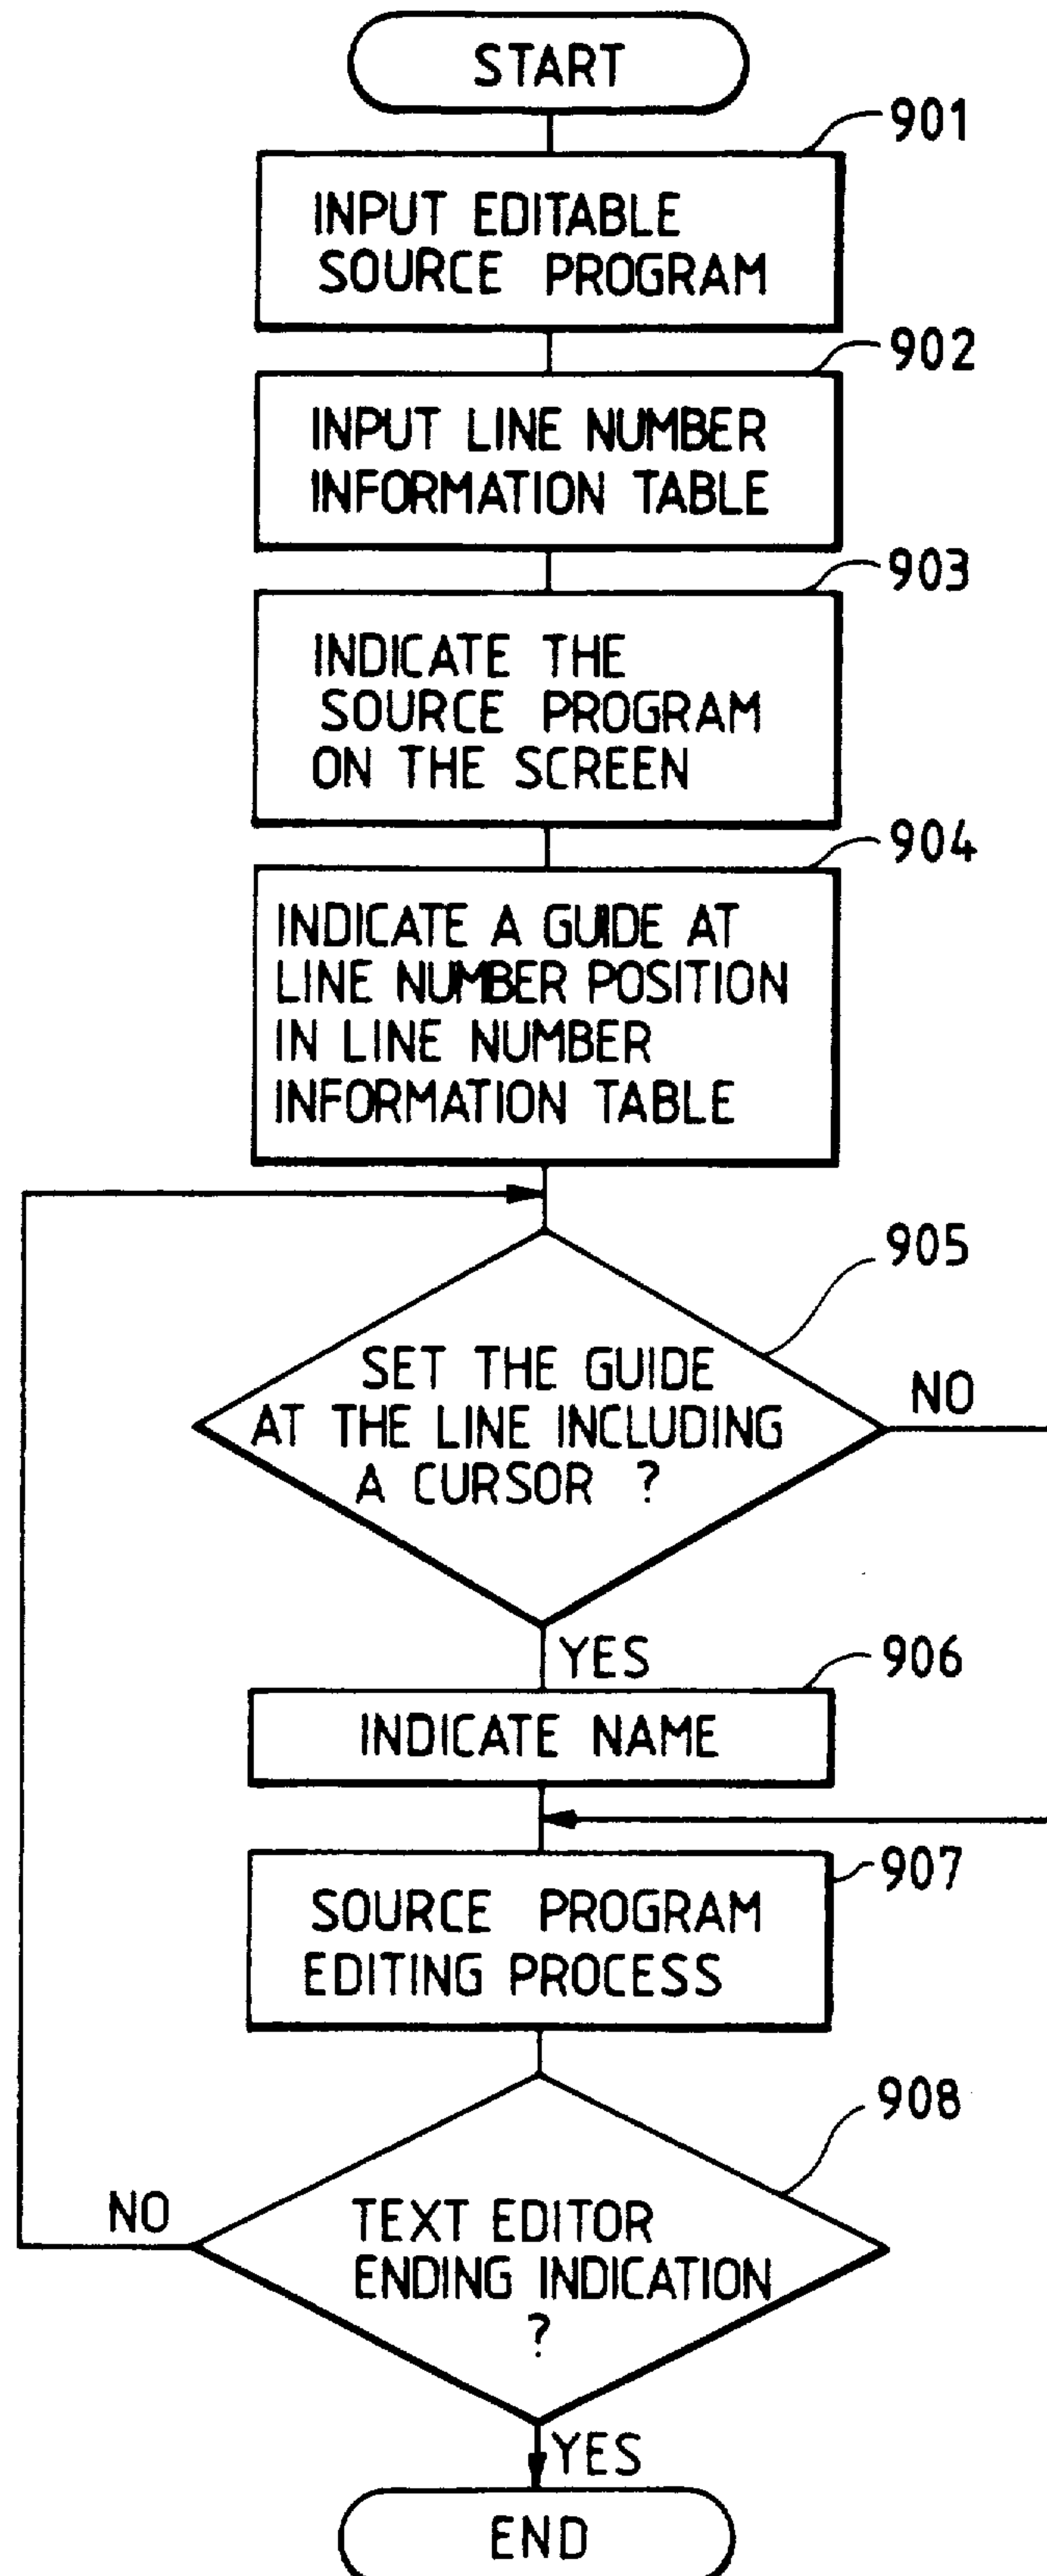 START
901
INPUT EDITABLE
SOURCE PROGRAM
902
INPUT LINE NUMBER
INFORMATION TABLE
903
INDICATE THE
SOURCE PROGRAM
ON THE SCREEN
904
INDICATE A GUIDE AT
LINE NUMBER POSITION
IN LINE NUMBER
INFORMATION TABLE
905
SET THE GUIDE
AT THE LINE INCLUDING
A CURSOR ?
NO
YES
906
INDICATE NAME
907
SOURCE PROGRAM
EDITING PROCESS
908
TEXT EDITOR
ENDING INDICATION
?
NO
YES
END